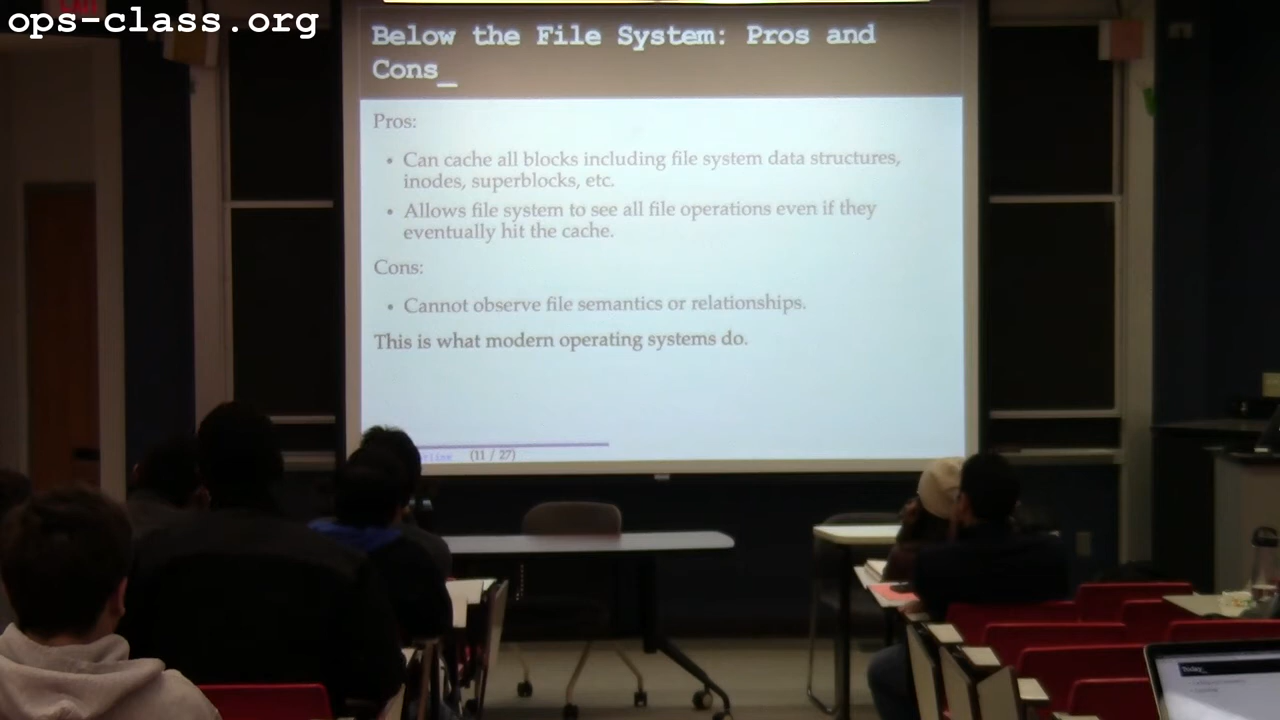 ops-class.org
Below the File System: Pros and
Cons_
Pros:
• Can cache all blocks including file system data structures,
inodes, superblocks, etc.
• Allows file system to see all file operations even if they
eventually hit the cache.
Cons:
• Cannot observe file semantics or relationships.
This is what modern operating systems do.
(11 / 27)